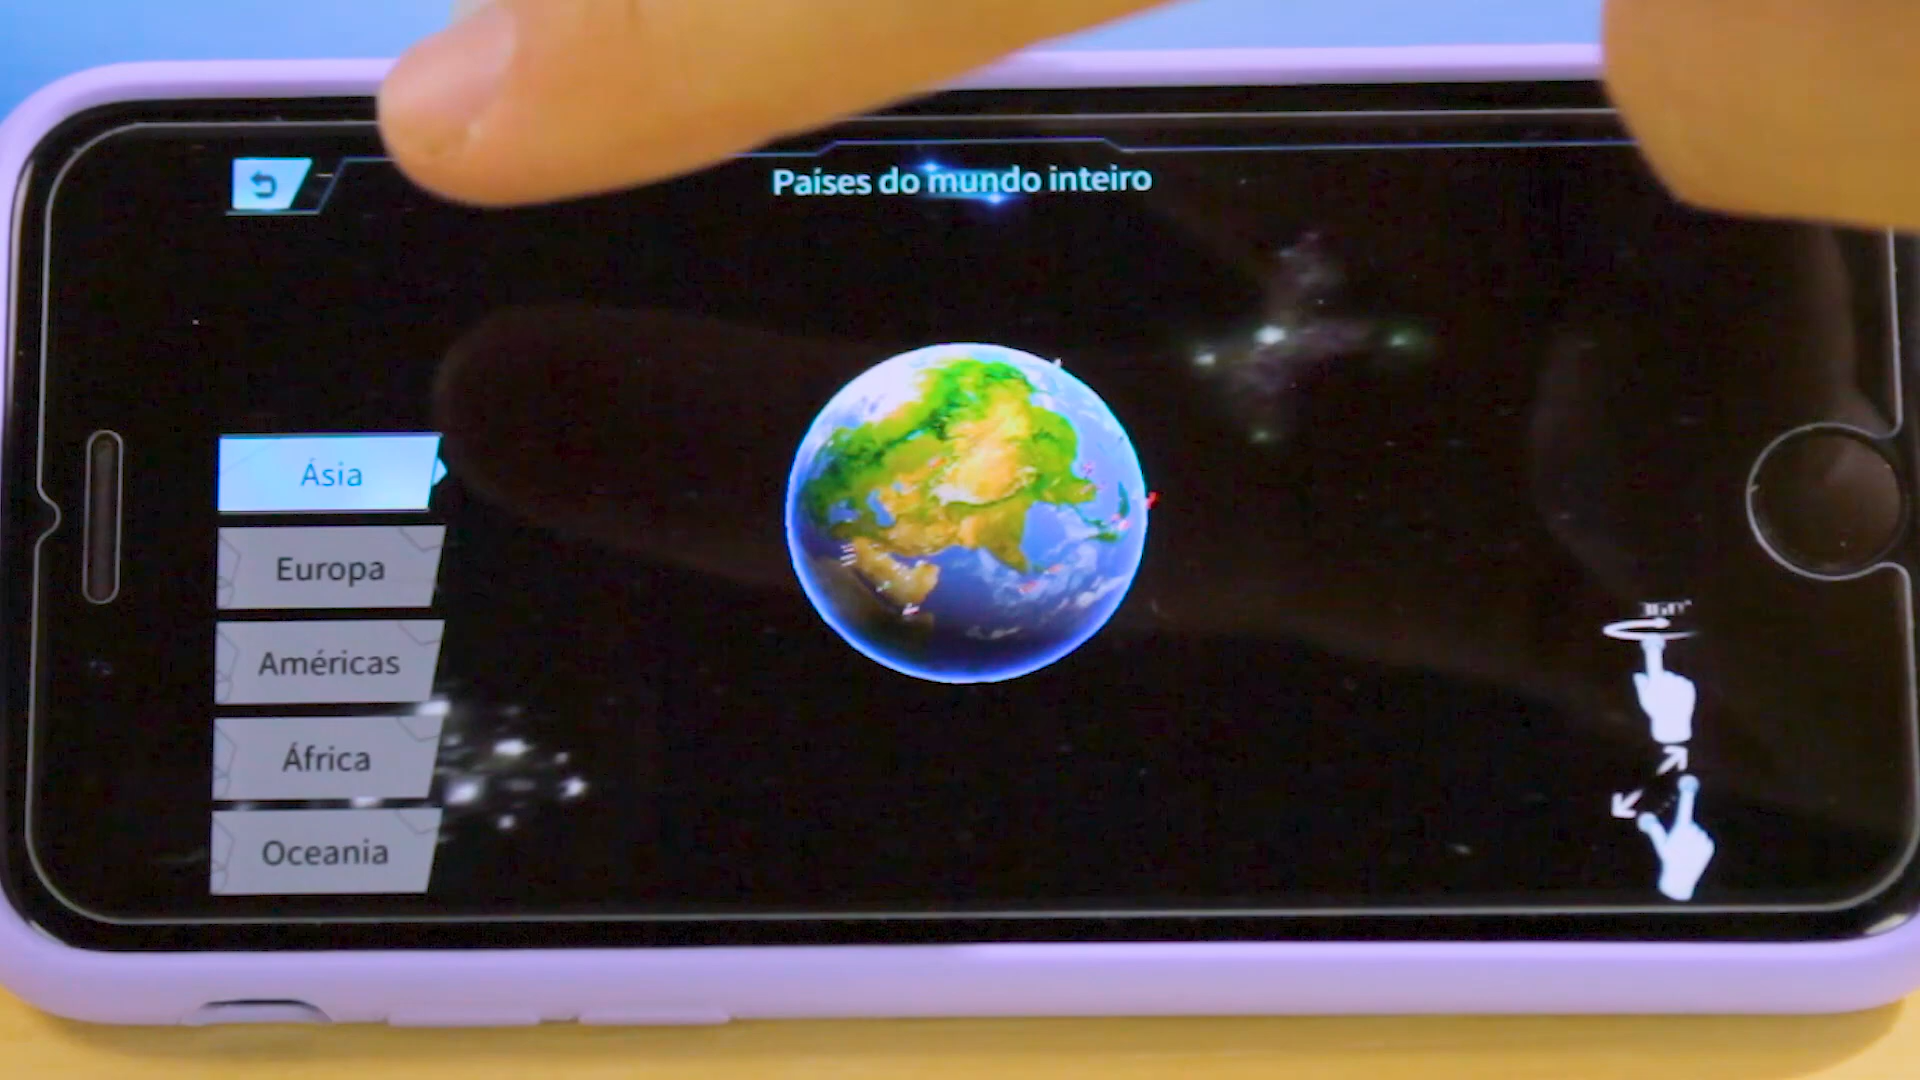 Países do mundo inteiro
Ásia
Europa
Américas
África
Oceania